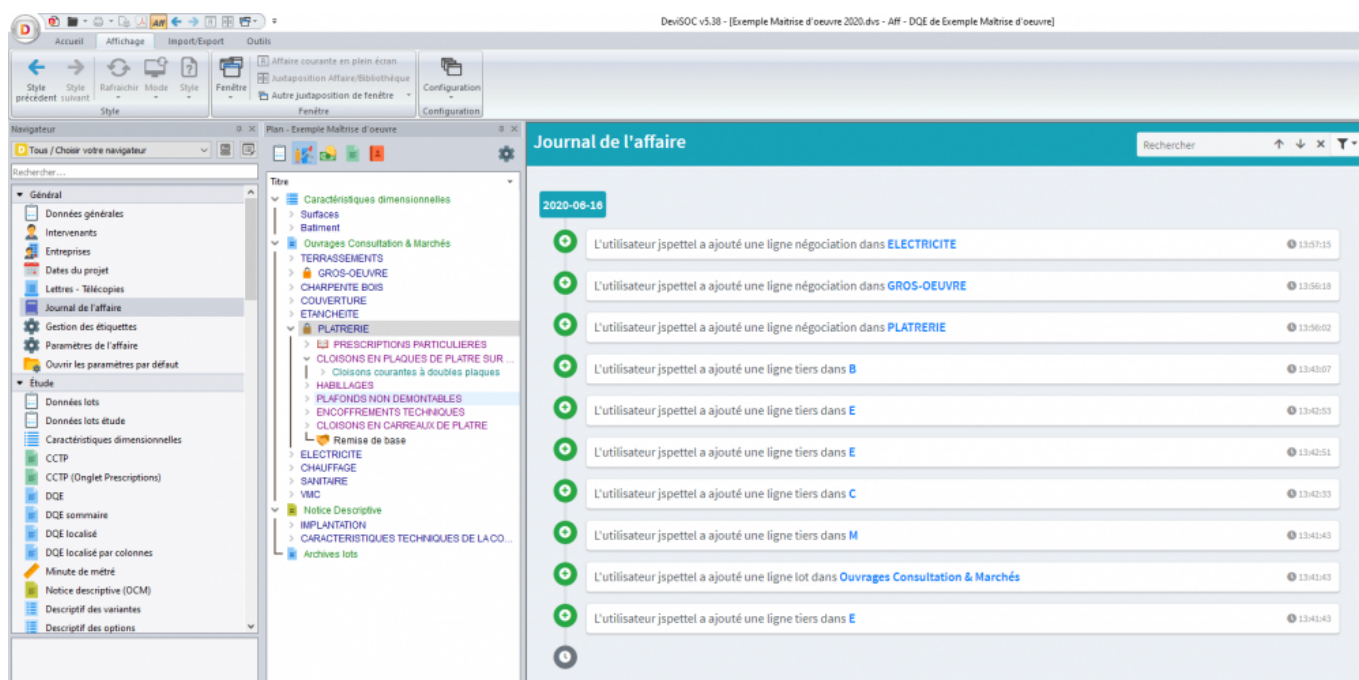 DeviSOC v5.38 - [Exemple Maitrise d'oeuvre 2020.dvs - Aff - DQE de Exemple Maîtrise d'oeuvre]
Aff
Accueil Affichage Import/Export Outils
Style précédent
Style suivant
Rafraichir
Mode
Style
Style
Fenêtre
Affaire courante en plein écran
Juxtaposition Affaire/Bibliothèque
Autre juxtaposition de fenêtre
Fenêtre
Configuration
Configuration
Navigateur
Tous / Choisir votre navigateur
Rechercher...
Général
Données générales
Intervenants
Entreprises
Dates du projet
Lettres - Télécopies
Journal de l'affaire
Gestion des étiquettes
Paramètres de l'affaire
Ouvrir les paramètres par défaut
Étude
Données lots
Données lots étude
Caractéristiques dimensionnelles
CCTP
CCTP (Onglet Prescriptions)
DQE
DQE sommaire
DQE localisé
DQE localisé par colonnes
Minute de métré
Notice descriptive (OCM)
Descriptif des variantes
Descriptif des options
Plan - Exemple Maîtrise d'oeuvre
Titre
Caractéristiques dimensionnelles
Surfaces
Batiment
Ouvrages Consultation & Marchés
TERRASSEMENTS
GROS-OEUVRE
CHARPENTE BOIS
COUVERTURE
ETANCHEITE
PLATRERIE
PRESCRIPTIONS PARTICULIERES
CLOISONS EN PLAQUES DE PLATRE SUR ...
Cloisons courantes à doubles plaques
HABILLAGES
PLAFONDS NON DEMONTABLES
ENCOFFREMENTS TECHNIQUES
CLOISONS EN CARREAUX DE PLATRE
Remise de base
ELECTRICITE
CHAUFFAGE
SANITAIRE
VMC
Notice Descriptive
IMPLANTATION
CARACTERISTIQUES TECHNIQUES DE LA CO...
Archives lots
Journal de l'affaire
Rechercher
2020-06-16
L'utilisateur jspettel a ajouté une ligne négociation dans ELECTRICITE 13:57:15
L'utilisateur jspettel a ajouté une ligne négociation dans GROS-OEUVRE 13:56:18
L'utilisateur jspettel a ajouté une ligne négociation dans PLATRERIE 13:56:02
L'utilisateur jspettel a ajouté une ligne tiers dans B 13:43:07
L'utilisateur jspettel a ajouté une ligne tiers dans E 13:42:53
L'utilisateur jspettel a ajouté une ligne tiers dans E 13:42:51
L'utilisateur jspettel a ajouté une ligne tiers dans C 13:42:33
L'utilisateur jspettel a ajouté une ligne tiers dans M 13:41:43
L'utilisateur jspettel a ajouté une ligne lot dans Ouvrages Consultation & Marchés 13:41:43
L'utilisateur jspettel a ajouté une ligne tiers dans E 13:41:43